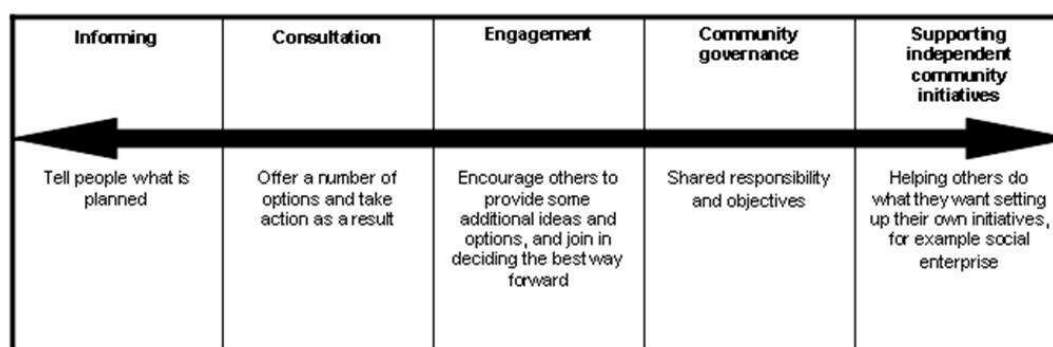 Informing
Consultation
Engagement
Community
governance
Supporting
independent
community
initiatives
Tell people what is
planned
Offer a number of
options and take
action as a result
Encourage others to
provide some
additional ideas and
options, and join in
deciding the best way
forward
Shared responsibility
and objectives
Helping others do
what they want setting
up their own initiatives,
for example social
enterprise